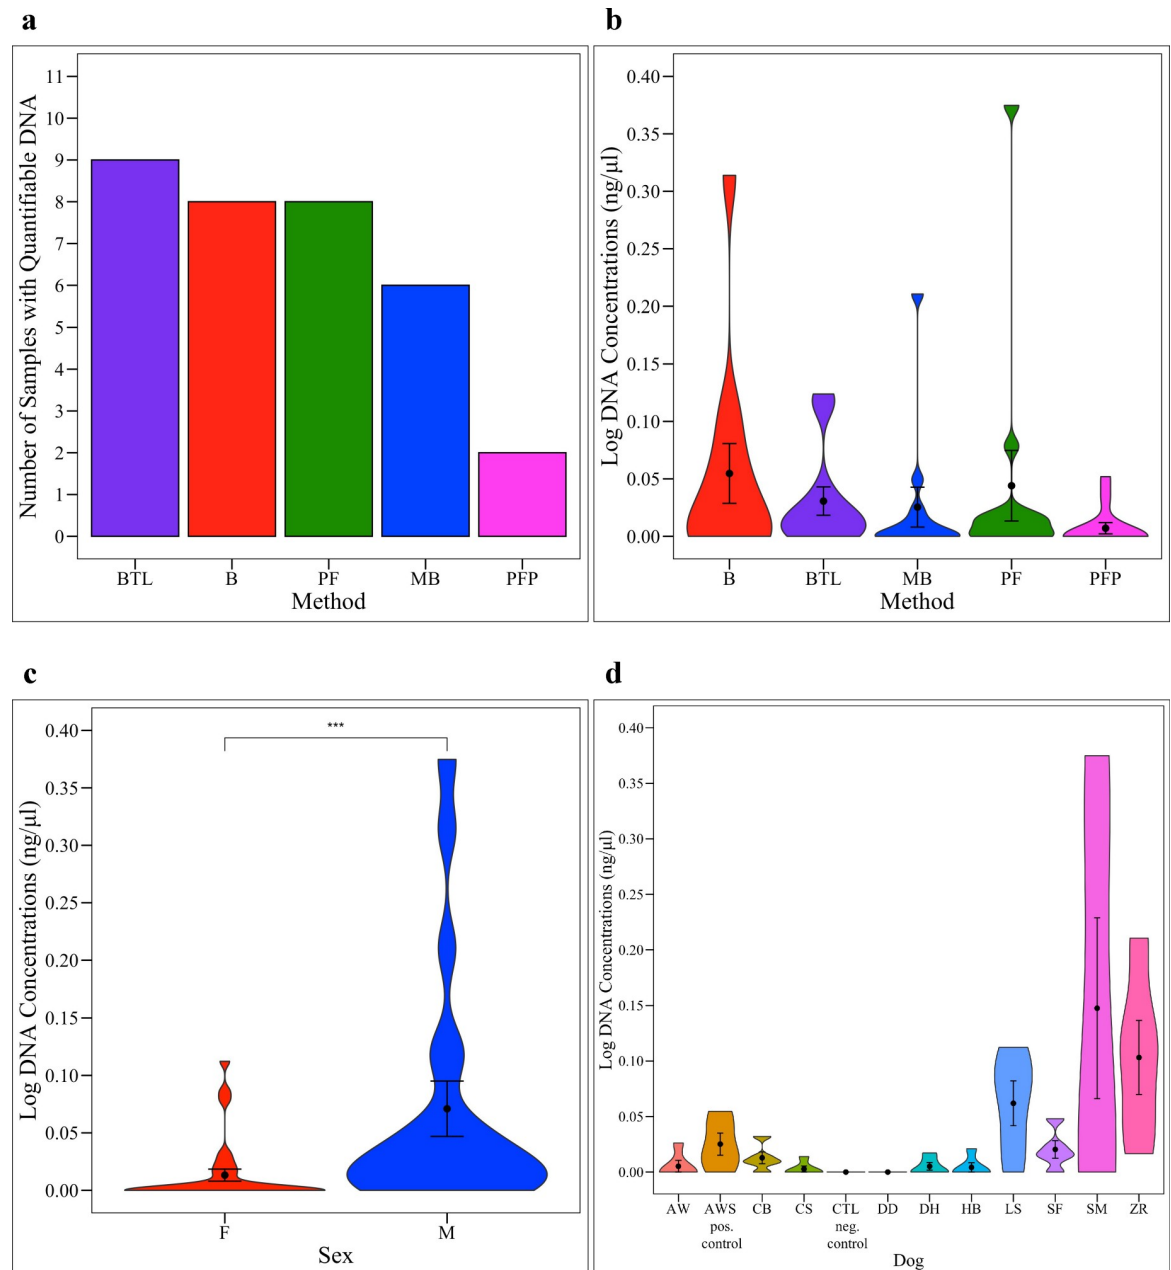 a
Number of Samples with Quantifiable DNA
11
10
9
8
7
6
5
4
3
2
1
0
BTL B PF MB PFP
Method
b
Log DNA Concentrations (ng/μl)
0.40
0.35
0.30
0.25
0.20
0.15
0.10
0.05
0.00
B BTL MB PF PFP
Method
c
Log DNA Concentrations (ng/μl)
0.40
0.35
0.30
0.25
0.20
0.15
0.10
0.05
0.00
***
F M
Sex
d
Log DNA Concentrations (ng/μl)
0.40
0.35
0.30
0.25
0.20
0.15
0.10
0.05
0.00
AW AWS CB CS CTL DD DH HB LS SF SM ZR
pos. neg.
control control
Dog